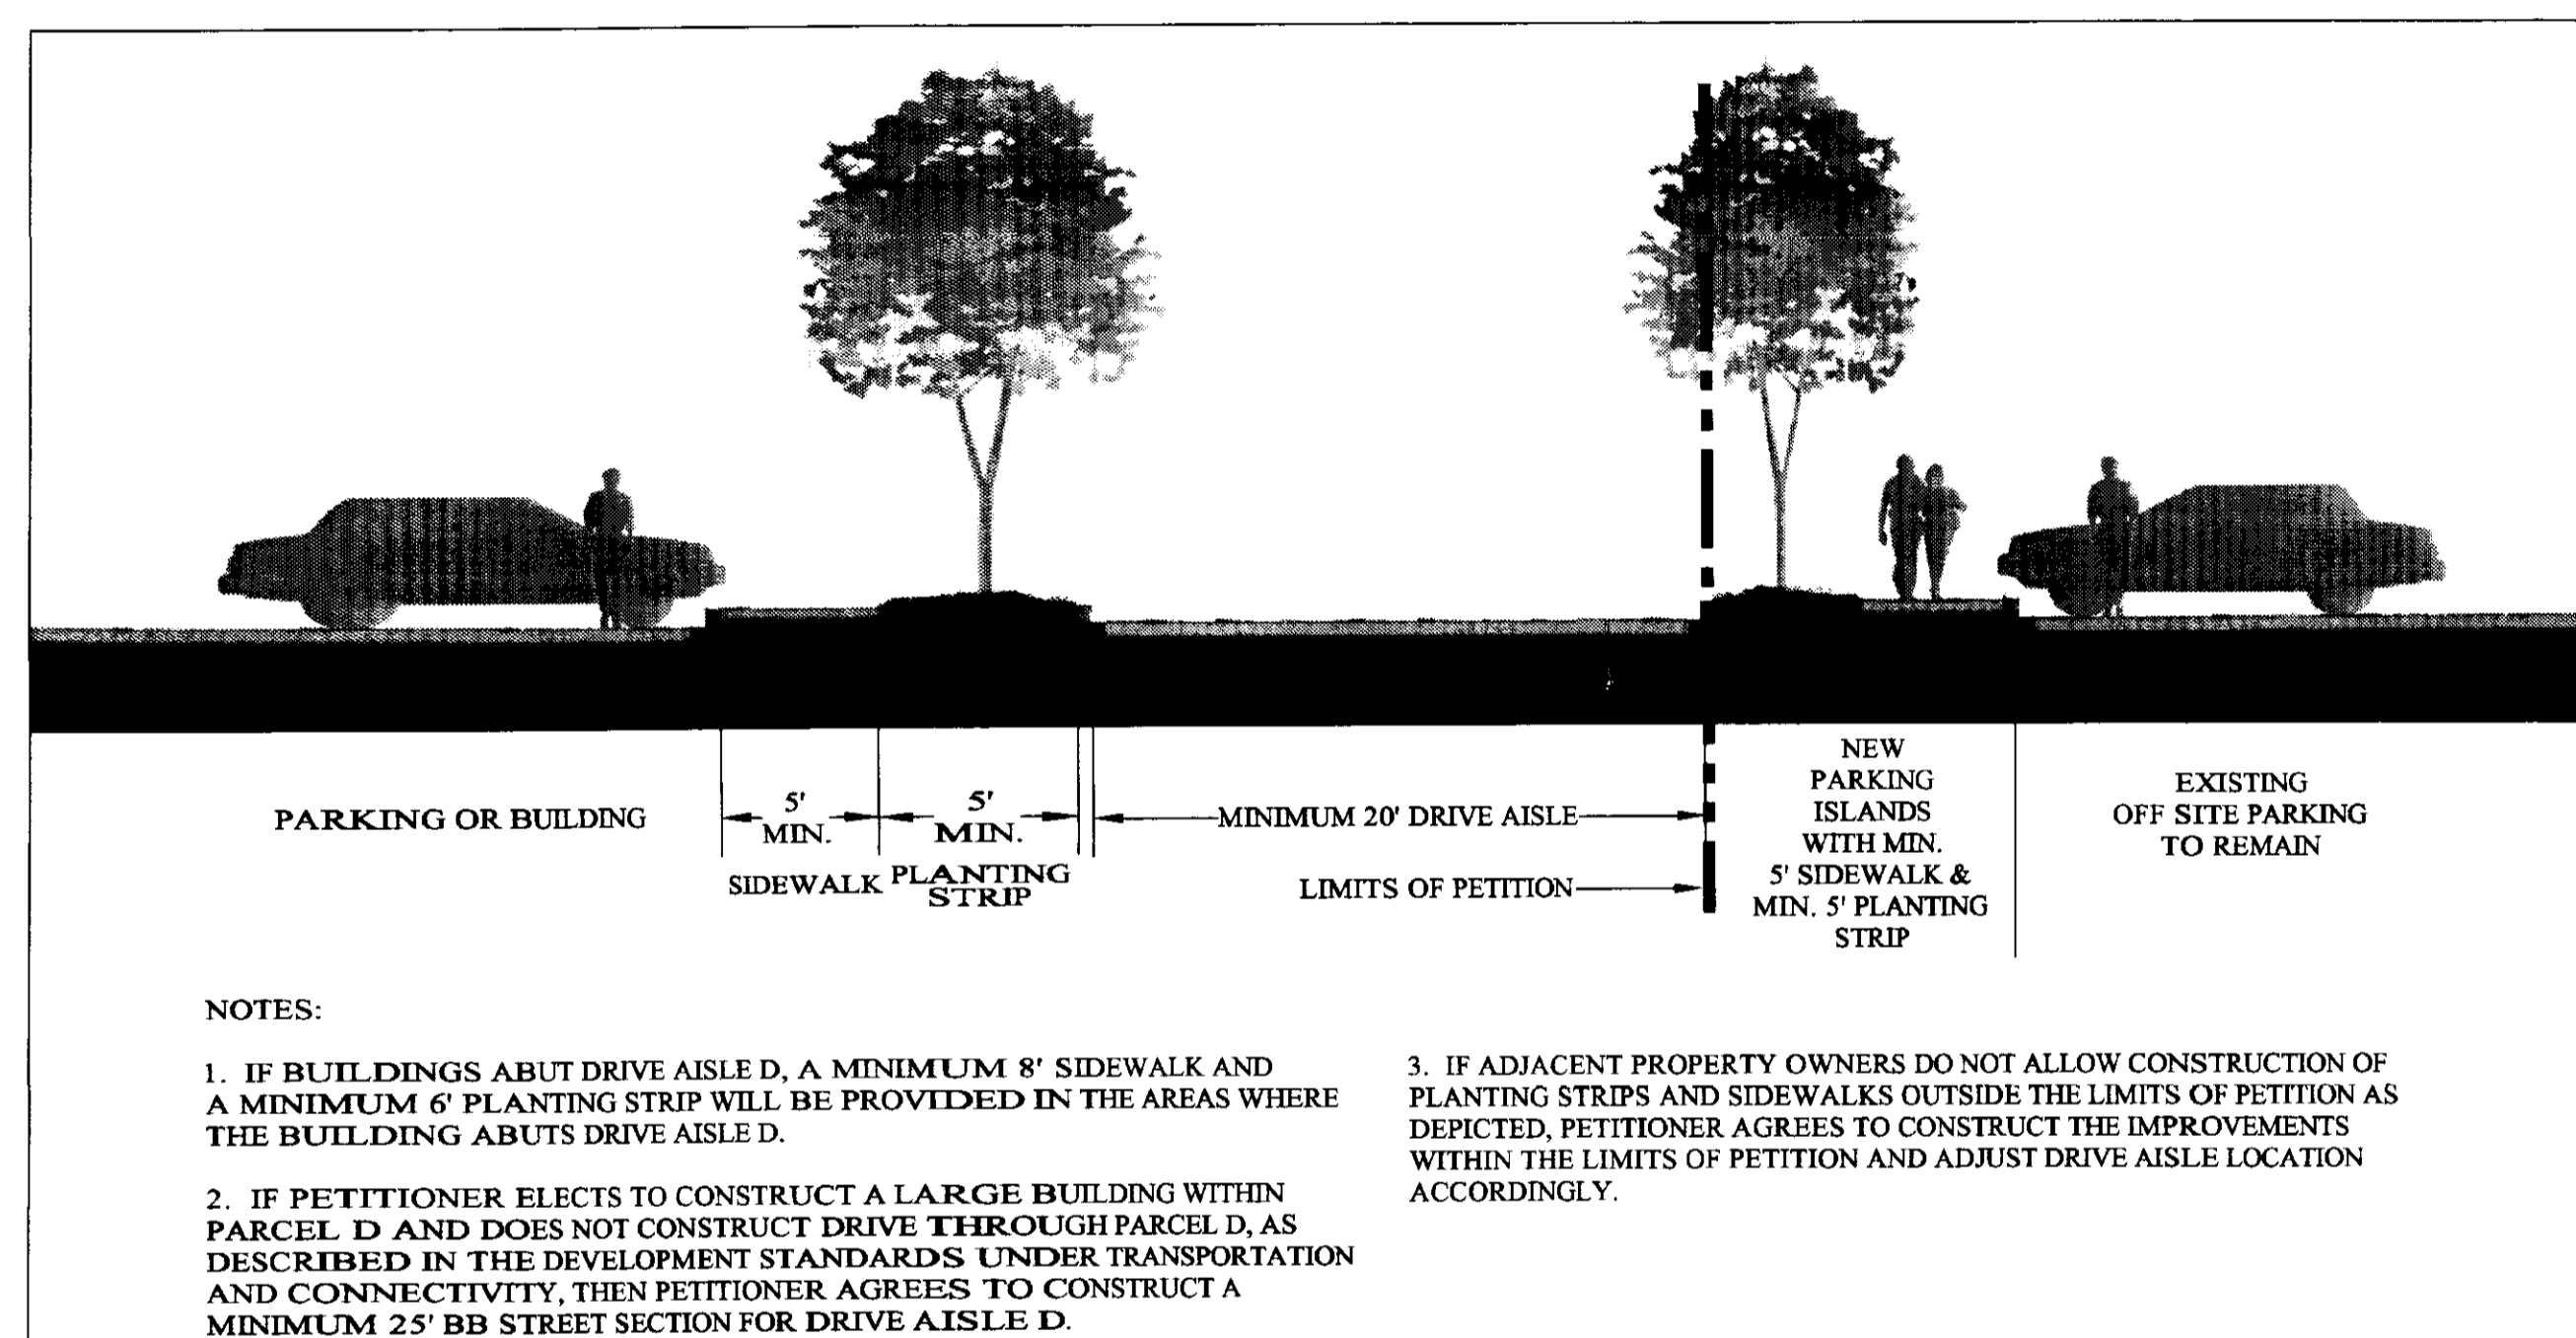 PARKING OR BUILDING
5'
MIN.
SIDEWALK
5'
MIN.
PLANTING
STRIP
MINIMUM 20' DRIVE AISLE
LIMITS OF PETITION
NEW
PARKING
ISLANDS
WITH MIN.
5' SIDEWALK &
MIN. 5' PLANTING
STRIP
EXISTING
OFF SITE PARKING
TO REMAIN
NOTES:
1. IF BUILDINGS ABUT DRIVE AISLE D, A MINIMUM 8' SIDEWALK AND
A MINIMUM 6' PLANTING STRIP WILL BE PROVIDED IN THE AREAS WHERE
THE BUILDING ABUTS DRIVE AISLE D.
2. IF PETITIONER ELECTS TO CONSTRUCT A LARGE BUILDING WITHIN
PARCEL D AND DOES NOT CONSTRUCT DRIVE THROUGH PARCEL D, AS
DESCRIBED IN THE DEVELOPMENT STANDARDS UNDER TRANSPORTATION
AND CONNECTIVITY, THEN PETITIONER AGREES TO CONSTRUCT A
MINIMUM 25' BB STREET SECTION FOR DRIVE AISLE D.
3. IF ADJACENT PROPERTY OWNERS DO NOT ALLOW CONSTRUCTION OF
PLANTING STRIPS AND SIDEWALKS OUTSIDE THE LIMITS OF PETITION AS
DEPICTED, PETITIONER AGREES TO CONSTRUCT THE IMPROVEMENTS
WITHIN THE LIMITS OF PETITION AND ADJUST DRIVE AISLE LOCATION
ACCORDINGLY.